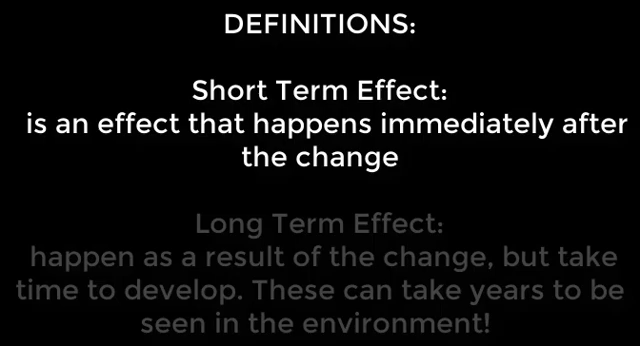 DEFINITIONS:
Short Term Effect:
is an effect that happens immediately after
the change
Long Term Effect:
happen as a result of the change, but take
time to develop. These can take years to be
seen in the environment!